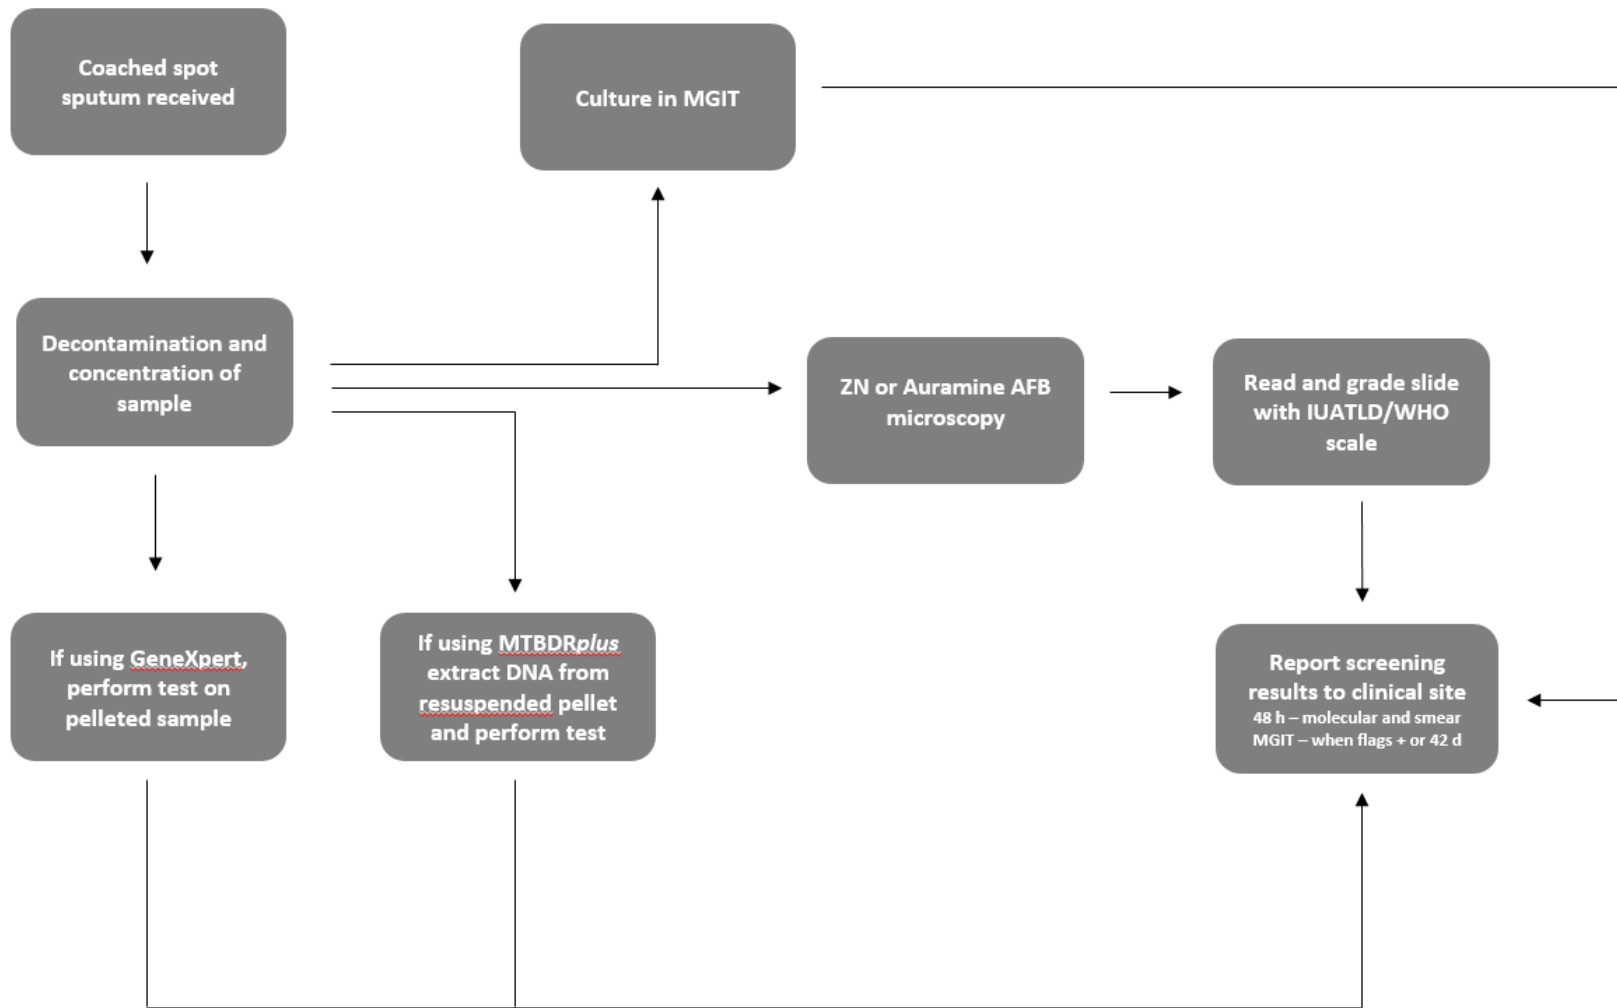 Coached spot
sputum received
Culture in MGIT
Decontamination and
concentration of
sample
ZN or Auramine AFB
microscopy
Read and grade slide
with IUATLD/WHO
scale
If using GeneXpert,
perform test on
pelleted sample
If using MTBDRplus
extract DNA from
resuspended pellet
and perform test
Report screening
results to clinical site
48 h – molecular and smear
MGIT – when flags + or 42 d